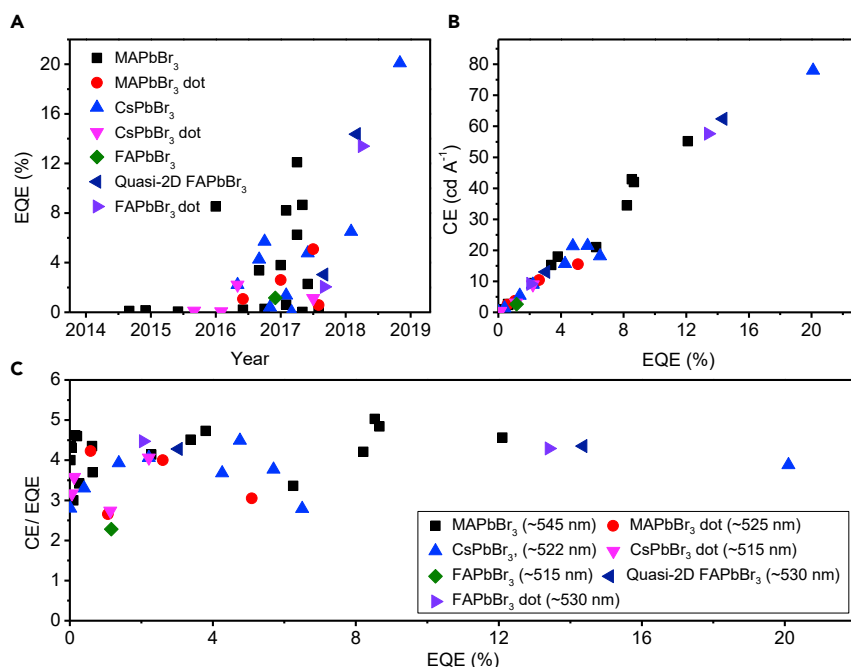 A
EQE (%)
20
16
12
8
4
0
MAPbBr3
MAPbBr3 dot
CsPbBr3
CsPbBr3 dot
FAPbBr3
Quasi-2D FAPbBr3
FAPbBr3 dot
2014 2015 2016 2017 2018 2019
Year
B
CE (cd A-1)
90
80
70
60
50
40
30
20
10
0
0 4 8 12 16 20
EQE (%)
C
CE/ EQE
6
5
4
3
2
1
0
MAPbBr3 (~545 nm) MAPbBr3 dot (~525 nm)
CsPbBr3, (~522 nm) CsPbBr3 dot (~515 nm)
FAPbBr3 (~515 nm) Quasi-2D FAPbBr3 (~530 nm)
FAPbBr3 dot (~530 nm)
0 4 8 12 16 20
EQE (%)